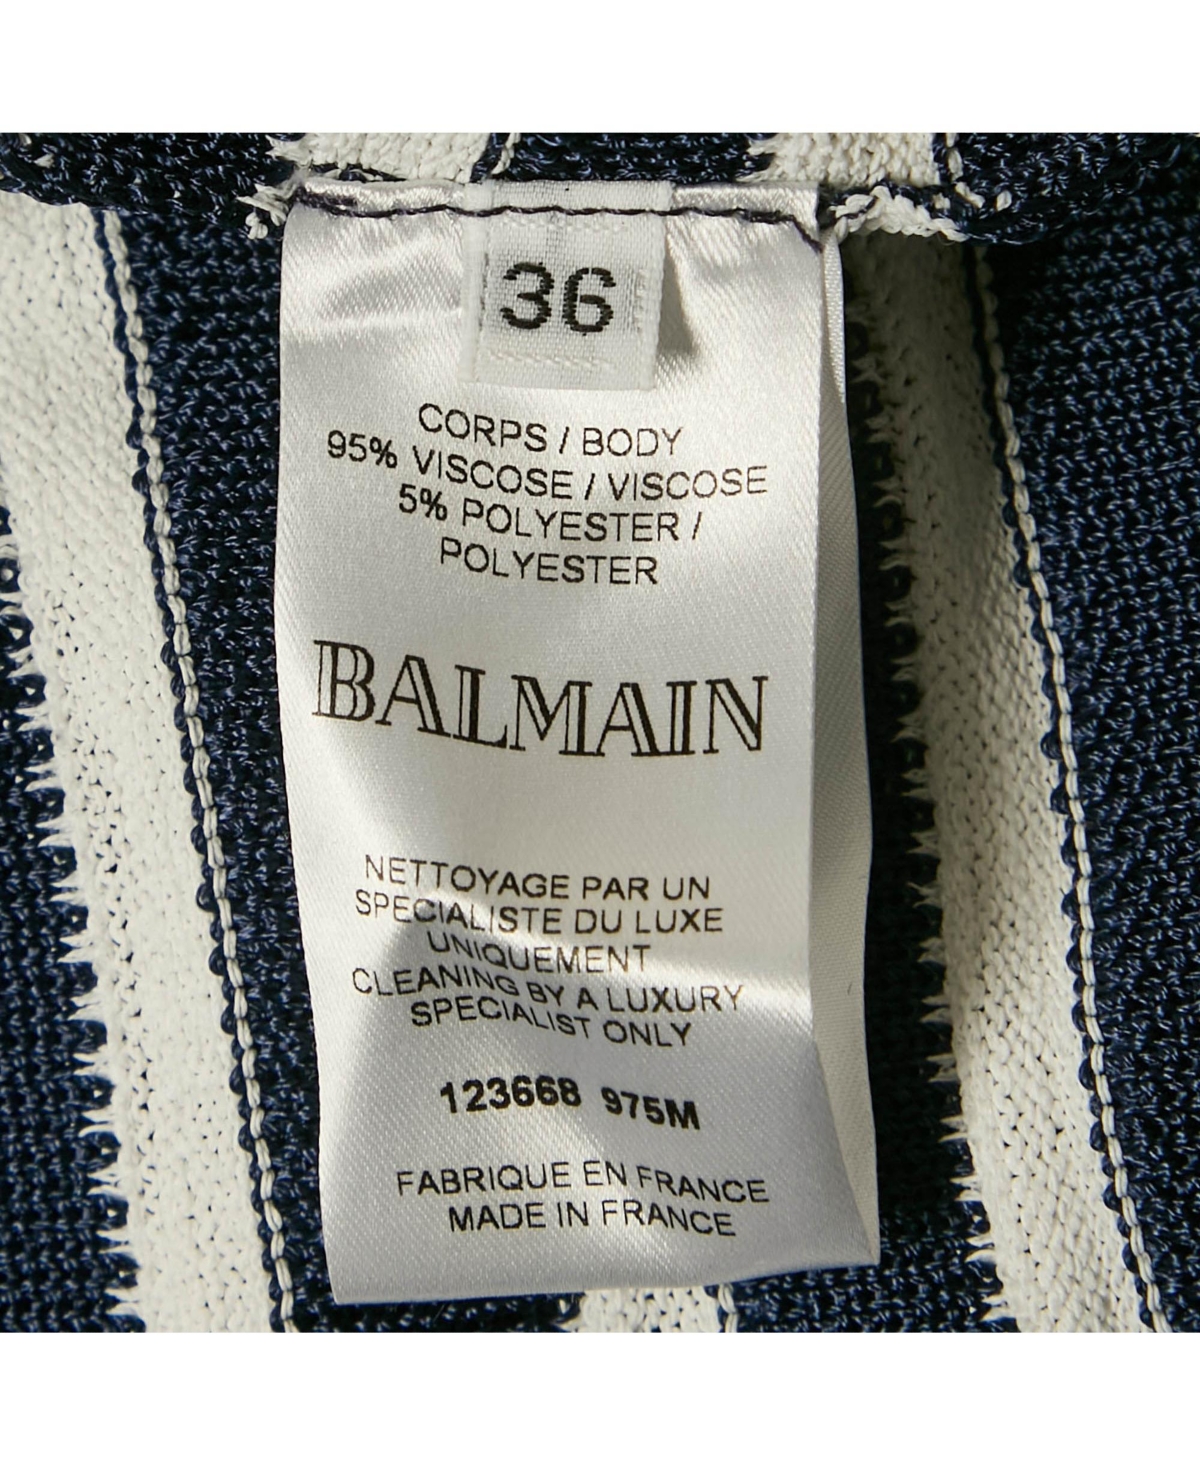 36
CORPS / BODY
95% VISCOSE / VISCOSE
5% POLYESTER /
POLYESTER
BALMAIN
NETTOYAGE PAR UN
SPECIALISTE DU LUXE
UNIQUEMENT
CLEANING BY A LUXURY
SPECIALIST ONLY
123668 975M
FABRIQUE EN FRANCE
MADE IN FRANCE